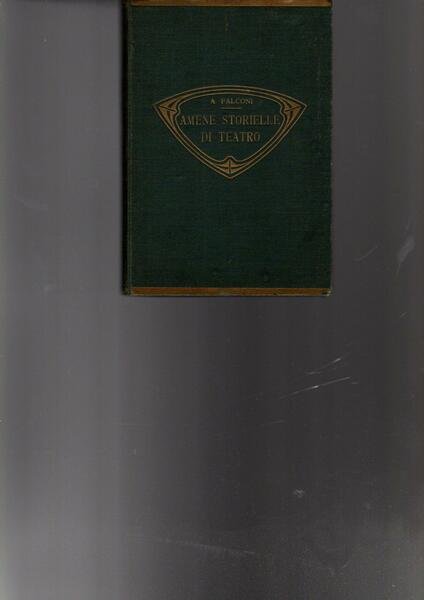 A FALCONI
AMENE STORIELLE
DI TEATRO